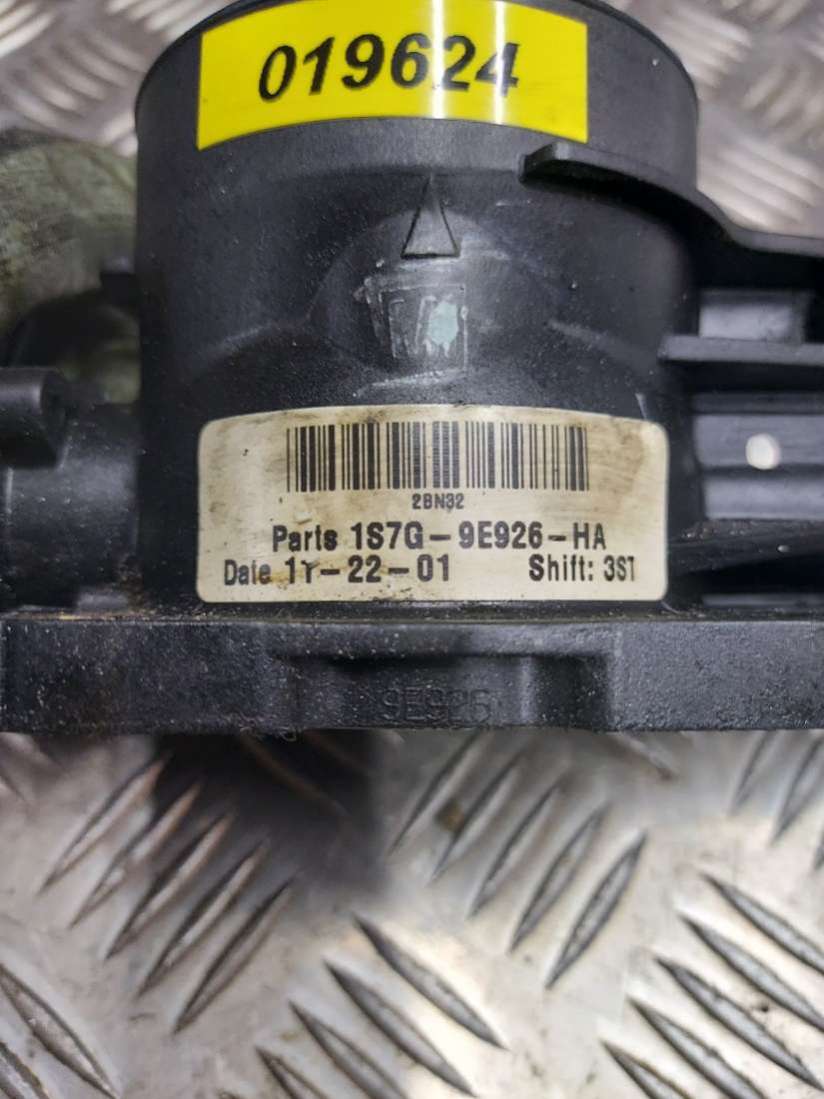 019624
2BN32
Parts 1S7G-9E926-HA
Date 11-22-01 Shift: 3ST
9E926